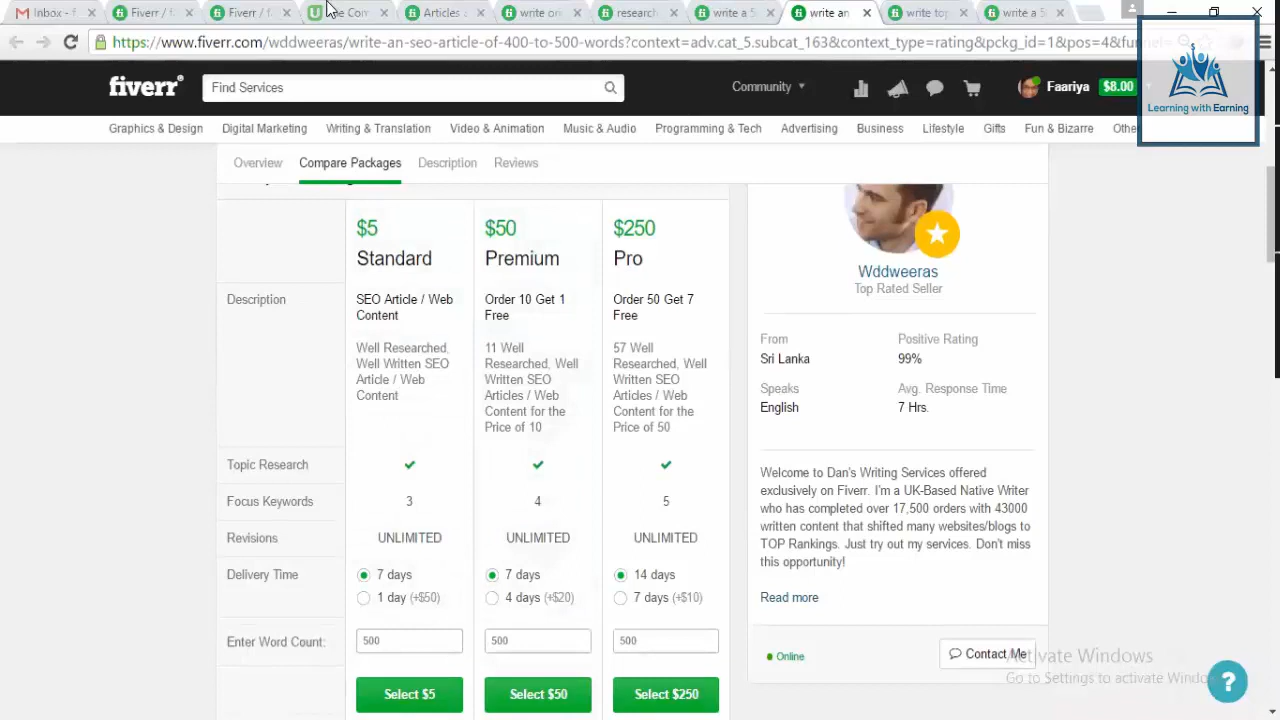 Inbox - f
Fiverr / f
Fiverr / f
Articles a
write on
research
write a 5
write an
write top
write a 5
https://www.fiverr.com/wddweeras/write-an-seo-article-of-400-to-500-words?context=adv.cat_5.subcat_163&context_type=rating&pckg_id=1&pos=4&funnel=
fiverr
Find Services
Community
Faariya
$8.00
Learning with Earning
Graphics & Design
Digital Marketing
Writing & Translation
Video & Animation
Music & Audio
Programming & Tech
Advertising
Business
Lifestyle
Gifts
Fun & Bizarre
Other
Overview
Compare Packages
Description
Reviews
$5
$50
$250
Standard
Premium
Pro
Description
SEO Article / Web
Content
Well Researched,
Well Written SEO
Article / Web
Content
Order 10 Get 1
Free
11 Well
Researched, Well
Written SEO
Articles / Web
Content for the
Price of 10
Order 50 Get 7
Free
57 Well
Researched, Well
Written SEO
Articles / Web
Content for the
Price of 50
Topic Research
Focus Keywords
3
4
5
Revisions
UNLIMITED
UNLIMITED
UNLIMITED
Delivery Time
7 days
1 day (+$50)
7 days
4 days (+$20)
14 days
7 days (+$10)
Enter Word Count:
500
500
500
Select $5
Select $50
Select $250
Wddweeras
Top Rated Seller
From
Sri Lanka
Positive Rating
99%
Speaks
English
Avg. Response Time
7 Hrs.
Welcome to Dan's Writing Services offered
exclusively on Fiverr. I'm a UK-Based Native Writer
who has completed over 17,500 orders with 43000
written content that shifted many websites/blogs to
TOP Rankings. Just try out my services. Don't miss
this opportunity!
Read more
Online
Contact Me
Activate Windows
Go to Settings to activate Windo
?